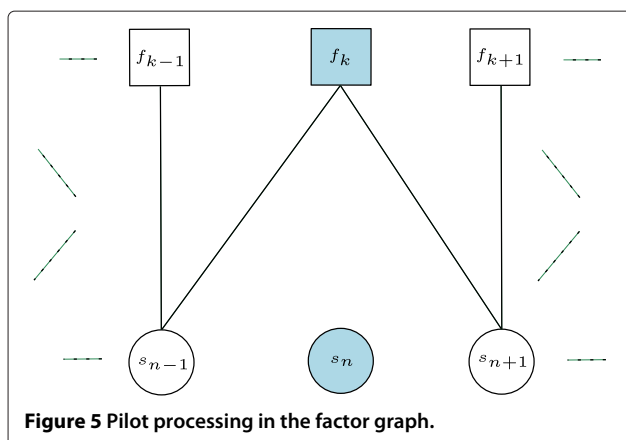 f_{k−1} f_k f_{k+1}
s_{n−1} s_n s_{n+1}
Figure 5 Pilot processing in the factor graph.